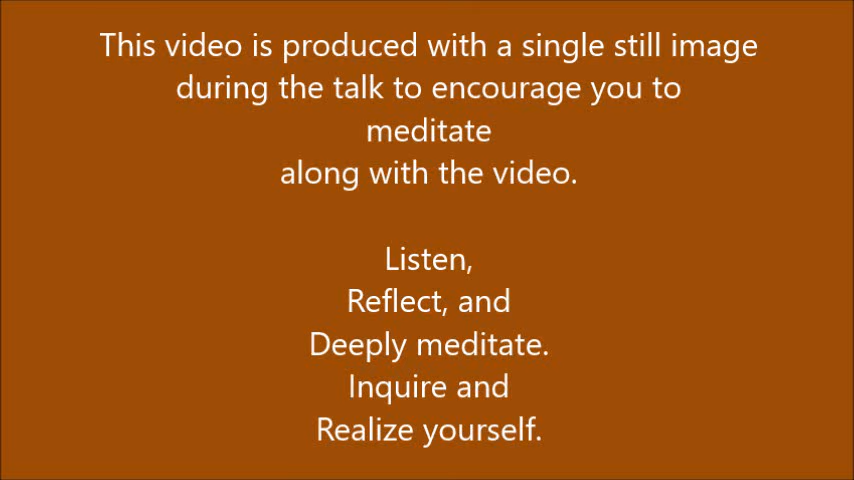 This video is produced with a single still image
during the talk to encourage you to
meditate
along with the video.
Listen,
Reflect, and
Deeply meditate.
Inquire and
Realize yourself.